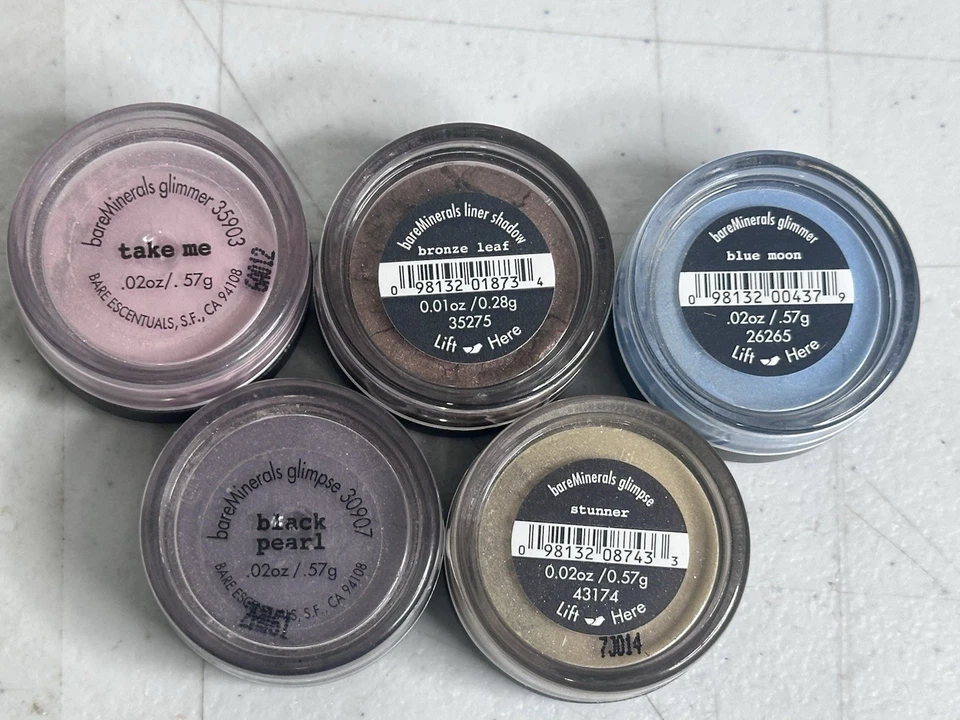 bareMinerals glimmer 35903
take me
.02oz/.57g
BARE ESCENTUALS, S.F., CA 94108
bareMinerals liner shadow
bronze leaf
0 98132 01873 4
0.01oz/0.28g
35275
Lift Here
bareMinerals glimmer
blue moon
0 98132 00437 9
.02oz/.57g
26265
Lift Here
bareMinerals glimpse 30907
black
pearl
.02oz/.57g
BARE ESCENTUALS, S.F., CA 94108
bareMinerals glimpse
stunner
0 98132 08743 3
0.02oz/0.57g
43174
Lift Here
7J014